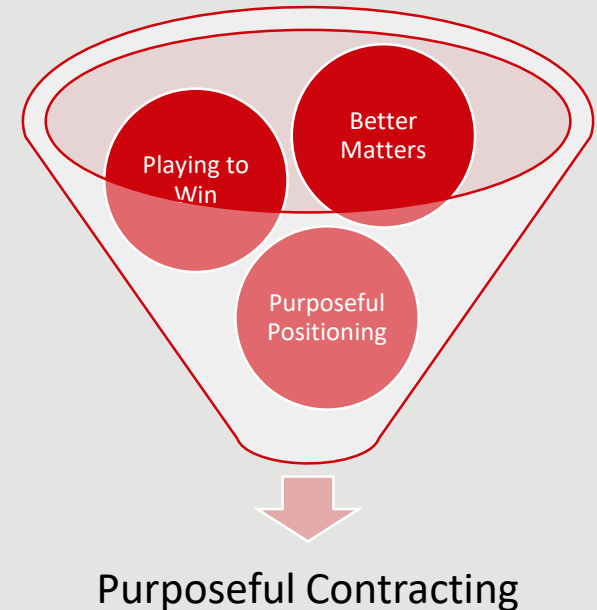 Better
Matters
Playing to
Win
Purposeful
Positioning
Purposeful Contracting